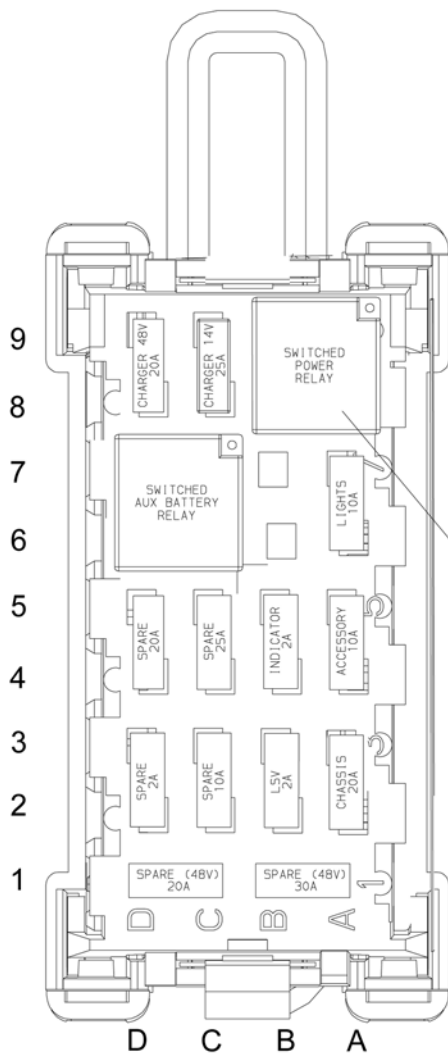 9
CHARGER 48V
20A
CHARGER 14V
25A
SWITCHED
POWER
RELAY
8
7
SWITCHED
AUX BATTERY
RELAY
LIGHTS
10A
6
5
SPARE
20A
SPARE
25A
INDICATOR
2A
ACCESSORY
10A
5
4
3
SPARE
2A
SPARE
10A
LSV
2A
CHASSIS
20A
2
1
SPARE (48V)
20A
SPARE (48V)
30A
1
D C B A
D C B A